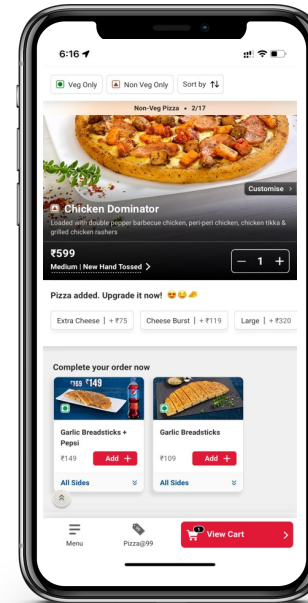 6:16
Veg Only
Non Veg Only
Sort by ↑↓
Non-Veg Pizza • 2/17
Customise >
Chicken Dominator
Loaded with double pepper barbecue chicken, peri-peri chicken, chicken tikka &
grilled chicken rashers
₹599
Medium | New Hand Tossed >
− 1 +
Pizza added. Upgrade it now! 😍🤩🎉
Extra Cheese | + ₹75
Cheese Burst | + ₹119
Large | + ₹320
Complete your order now
₹169 ₹149
Garlic Breadsticks +
Pepsi
₹149
Add +
All Sides
Garlic Breadsticks
₹109
Add +
All Sides
Menu
Pizza@99
1
View Cart >